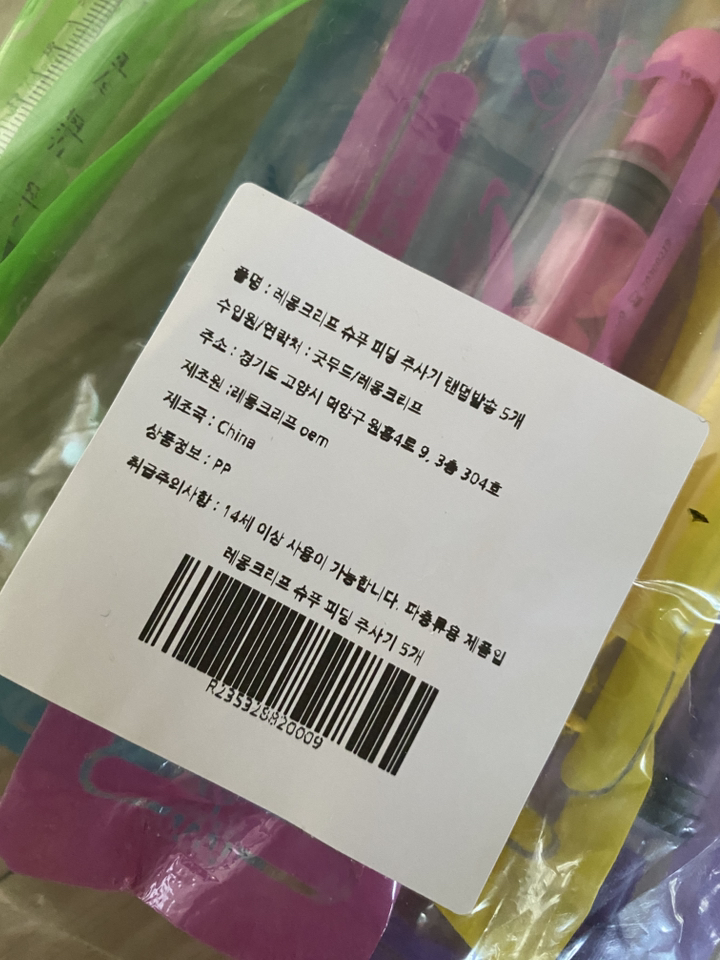 품명 : 레몽크리프 슈푸 피딩 주사기 랜덤발송 5개
수입원/연락처 : 굿무드/레몽크리프
주소 : 경기도 고양시 덕양구 원흥4로 9, 3층 304호
제조원 :레몽크리프 oem
제조국 : China
상품정보 : PP
취급주의사항 : 14세 이상 사용이 가능합니다. 파충류용 제품입
레몽크리프 슈푸 피딩 주사기 5개
R235328820009